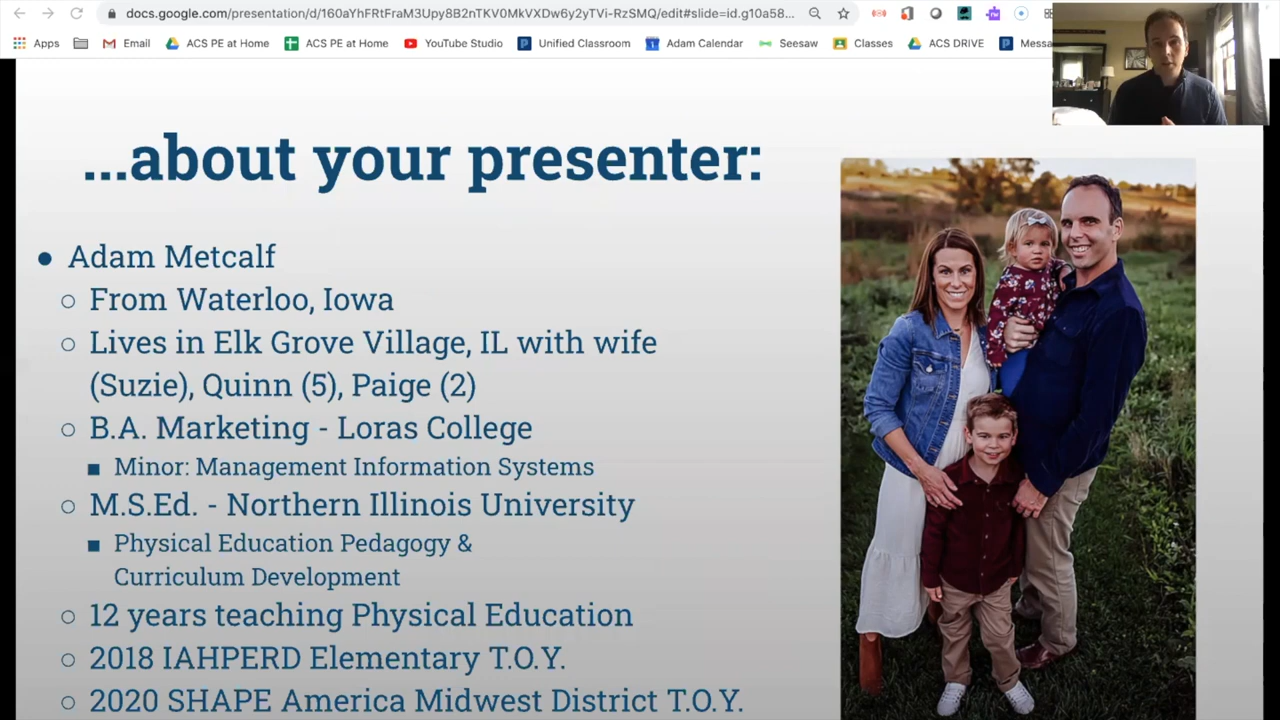 docs.google.com/presentation/d/160aYhFRtFraM3Upy8B2nTKV0MkVXDw6y2yTVi-RzSMQ/edit#slide=id.g10a58...
Apps Email ACS PE at Home ACS PE at Home YouTube Studio Unified Classroom Adam Calendar Seesaw Classes ACS DRIVE Messa
...about your presenter:
● Adam Metcalf
○ From Waterloo, Iowa
○ Lives in Elk Grove Village, IL with wife
(Suzie), Quinn (5), Paige (2)
○ B.A. Marketing - Loras College
■ Minor: Management Information Systems
○ M.S.Ed. - Northern Illinois University
■ Physical Education Pedagogy &
Curriculum Development
○ 12 years teaching Physical Education
○ 2018 IAHPERD Elementary T.O.Y.
○ 2020 SHAPE America Midwest District T.O.Y.